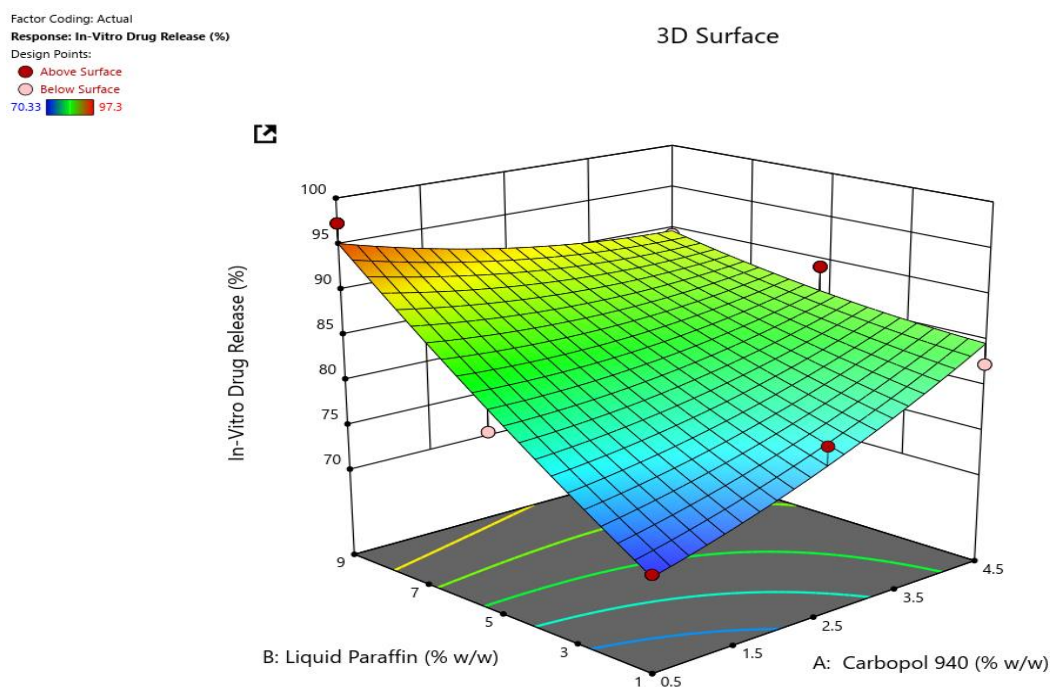 Factor Coding: Actual
Response: In-Vitro Drug Release (%)
Design Points:
Above Surface
Below Surface
70.33 97.3
3D Surface
100
95
90
85
80
75
70
In-Vitro Drug Release (%)
9
7
5
3
1
0.5
1.5
2.5
3.5
4.5
B: Liquid Paraffin (% w/w)
A: Carbopol 940 (% w/w)